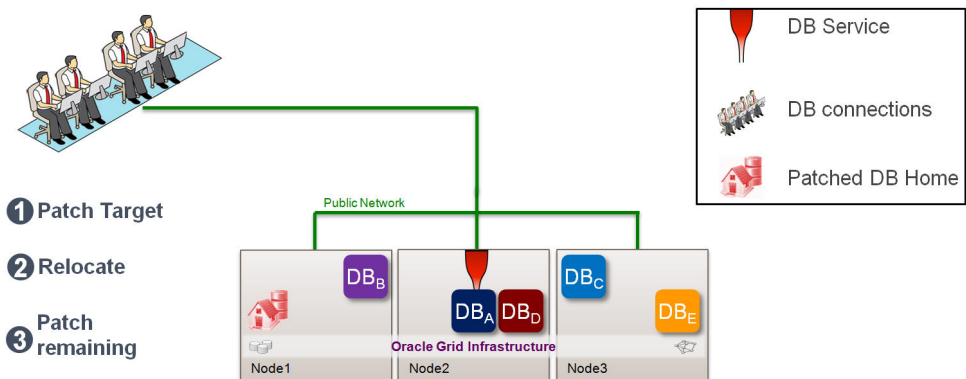 DB Service
DB connections
Patched DB Home
1 Patch Target
2 Relocate
3 Patch
remaining
Public Network
DBB
DBA
DBD
DBC
DBE
Oracle Grid Infrastructure
Node1
Node2
Node3